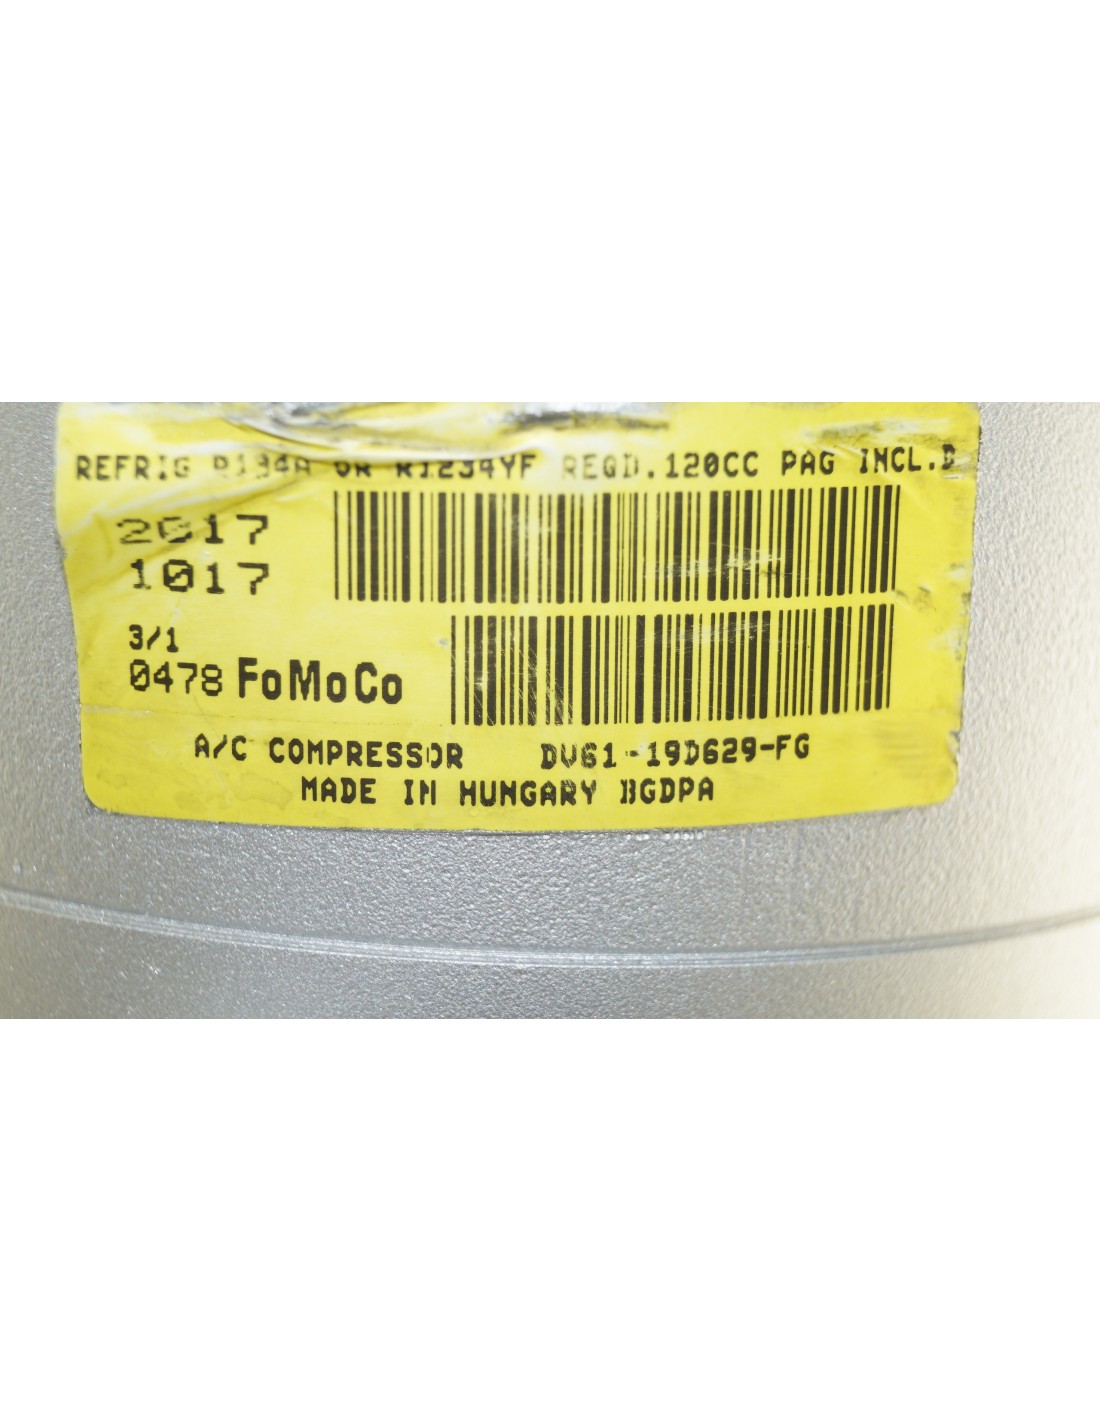 REFRIG R134A OR R1234YF REGD.120CC PAG INCL.D
2017
1017
3/1
0478 FoMoCo
A/C COMPRESSOR DV61-19D629-FG
MADE IN HUNGARY BGDPA